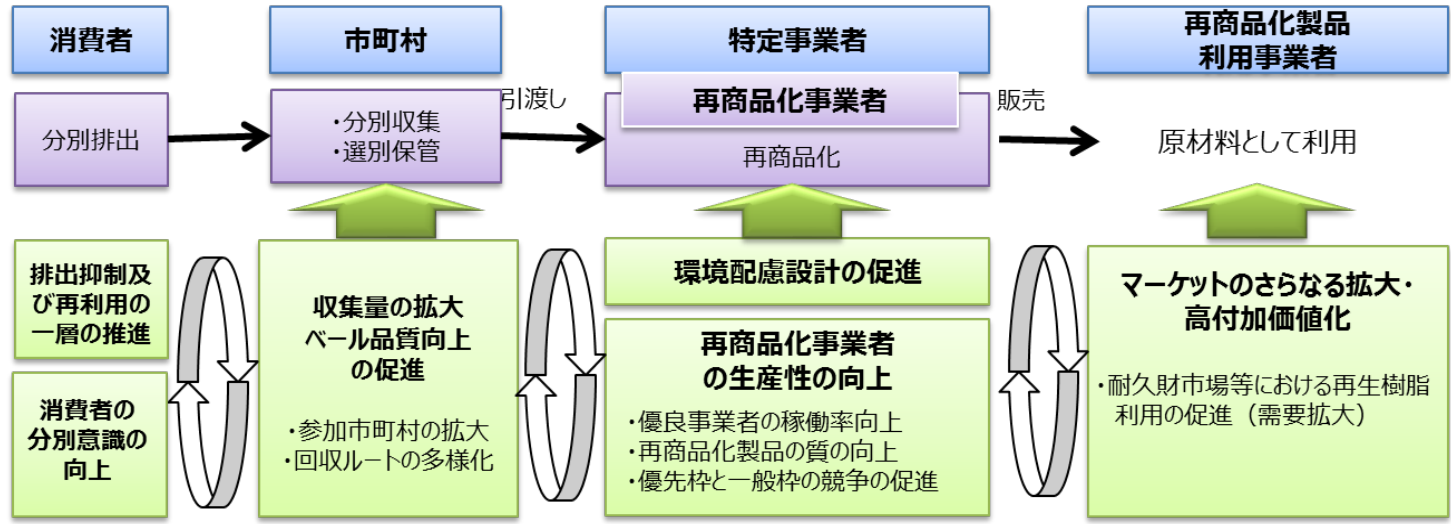 消費者
市町村
特定事業者
再商品化製品
利用事業者
分別排出
・分別収集
・選別保管
引渡し
再商品化事業者
再商品化
販売
原材料として利用
排出抑制及
び再利用の
一層の推進
消費者の
分別意識の
向上
収集量の拡大
ベール品質向上
の促進
・参加市町村の拡大
・回収ルートの多様化
環境配慮設計の促進
再商品化事業者
の生産性の向上
・優良事業者の稼働率向上
・再商品化製品の質の向上
・優先枠と一般枠の競争の促進
マーケットのさらなる拡大・
高付加価値化
・耐久財市場等における再生樹脂
利用の促進（需要拡大）